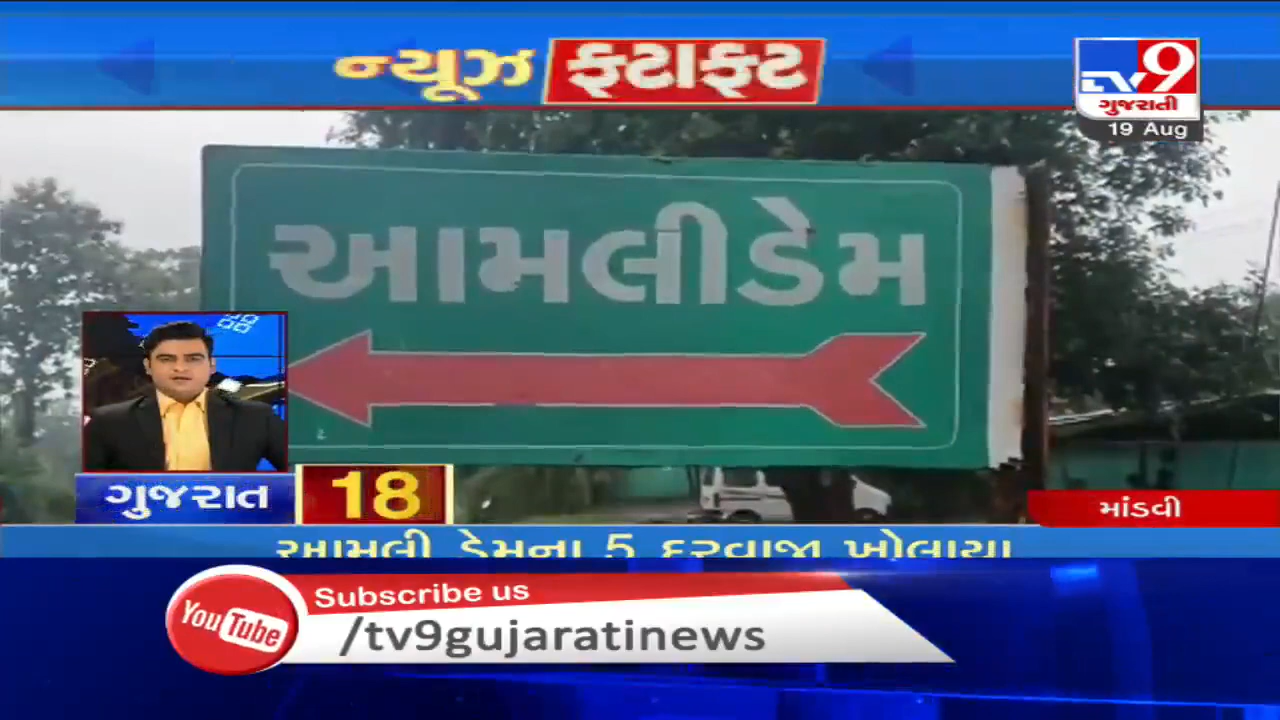 ન્યૂઝ ફટાફટ
TV9
ગુજરાતી
19 Aug
આમલીડેમ
ગુજરાત 18
માંડવી
આમલી ડેમના 5 દરવાજા ખોલાયા
Subscribe us
YouTube
/tv9gujaratinews